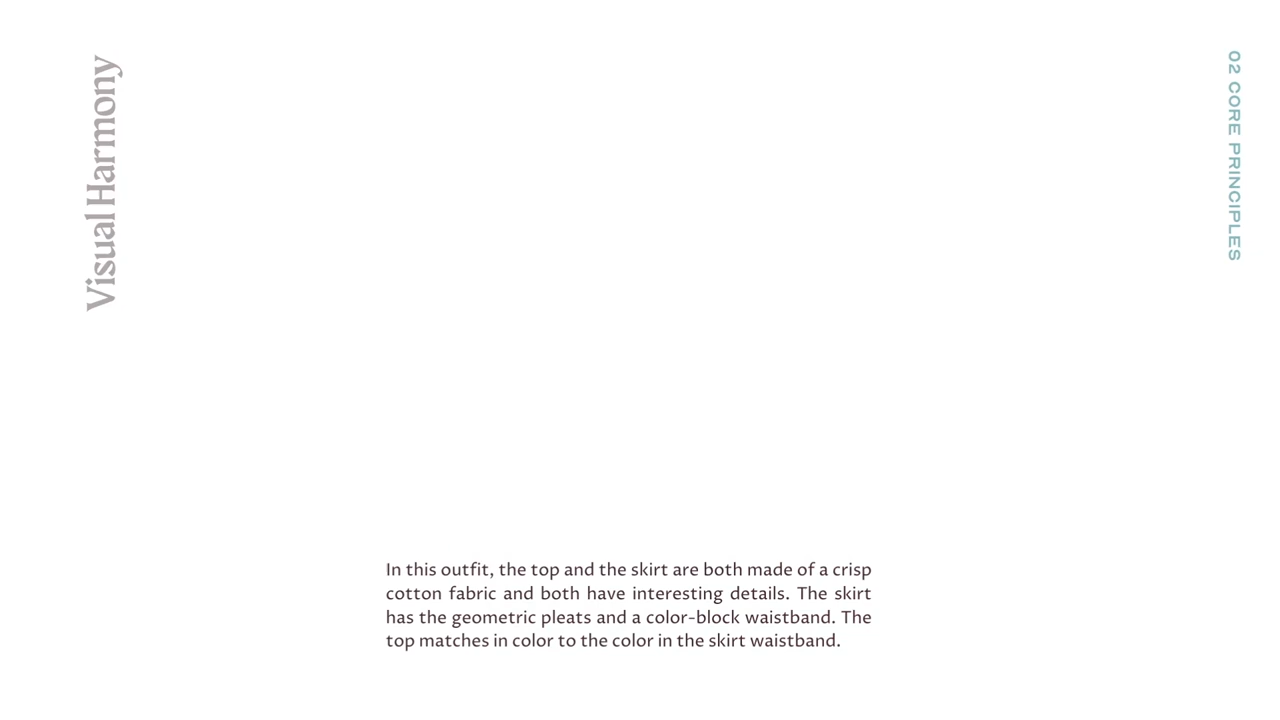 Visual Harmony
02 CORE PRINCIPLES
In this outfit, the top and the skirt are both made of a crisp
cotton fabric and both have interesting details. The skirt
has the geometric pleats and a color-block waistband. The
top matches in color to the color in the skirt waistband.